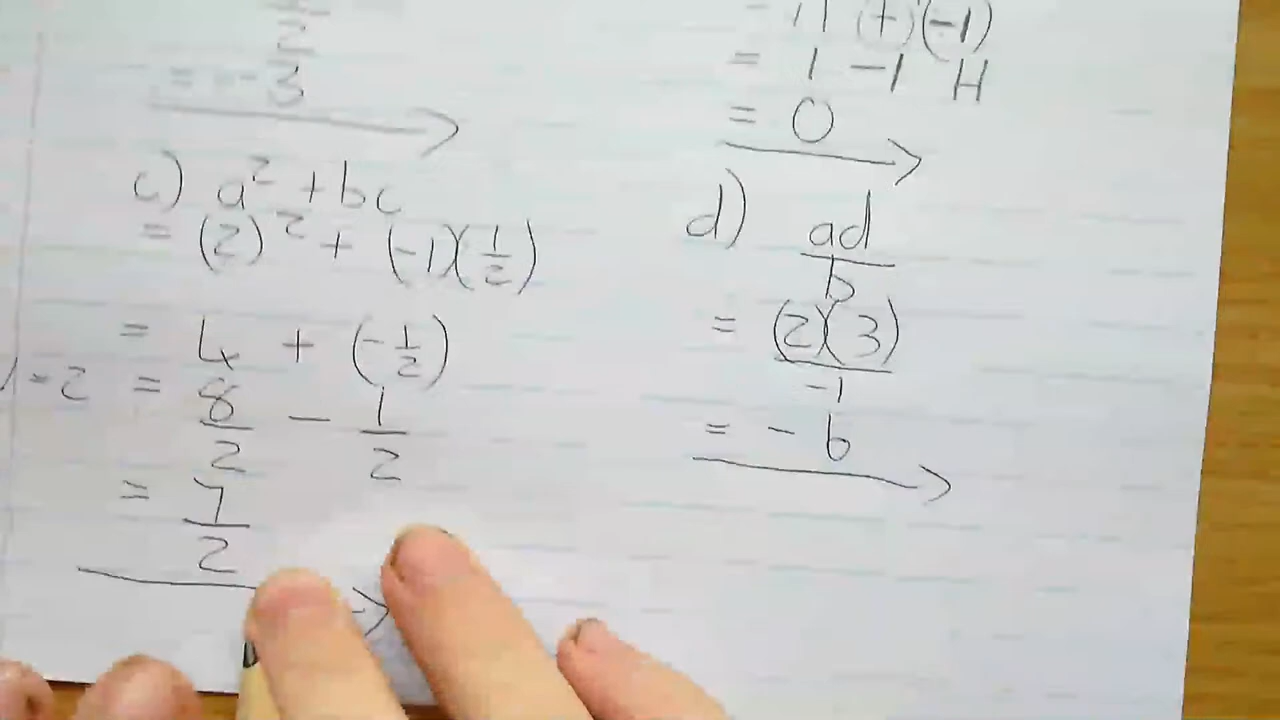 = - 3
c) a² + bc
= (2)² + (-1)(1/2)
= 4 + (-1/2)
= 8/2 - 1/2
= 7/2
(-1)
= 1 - 1
= 0
d) ad/b
= (2)(3)/-1
= - 6